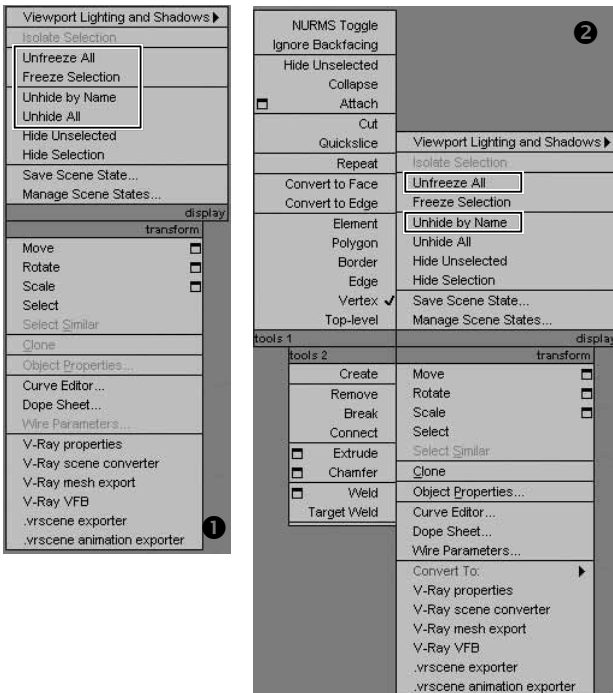 Viewport Lighting and Shadows
Isolate Selection
Unfreeze All
Freeze Selection
Unhide by Name
Unhide All
Hide Unselected
Hide Selection
Save Scene State...
Manage Scene States...
display
transform
Move
Rotate
Scale
Select
Select Similar
Clone
Object Properties...
Curve Editor...
Dope Sheet...
Wire Parameters...
V-Ray properties
V-Ray scene converter
V-Ray mesh export
V-Ray VFB
.vrscene exporter
.vrscene animation exporter
1
2
NURMS Toggle
Ignore Backfacing
Hide Unselected
Collapse
Attach
Cut
Quickslice
Repeat
Convert to Face
Convert to Edge
Element
Polygon
Border
Edge
Vertex ✓
Top-level
tools 1
Viewport Lighting and Shadows
Isolate Selection
Unfreeze All
Freeze Selection
Unhide by Name
Unhide All
Hide Unselected
Hide Selection
Save Scene State...
Manage Scene States...
display
tools 2
Create
Remove
Break
Connect
Extrude
Chamfer
Weld
Target Weld
transform
Move
Rotate
Scale
Select
Select Similar
Clone
Object Properties...
Curve Editor...
Dope Sheet...
Wire Parameters...
Convert To:
V-Ray properties
V-Ray scene converter
V-Ray mesh export
V-Ray VFB
.vrscene exporter
.vrscene animation exporter